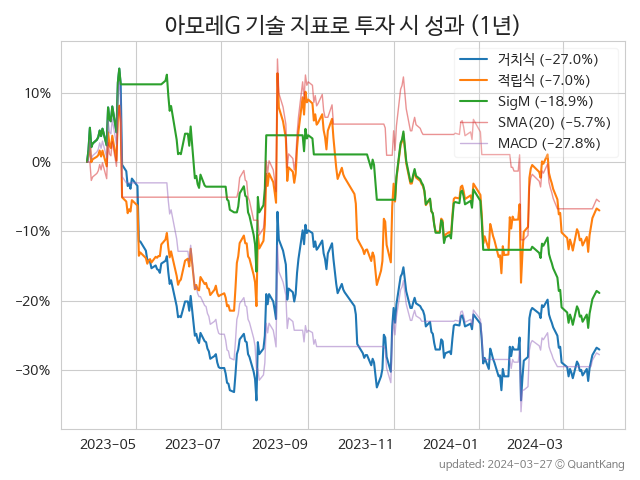 아모레G 기술 지표로 투자 시 성과 (1년)
거치식 (−27.0%)
적립식 (−7.0%)
SigM (−18.9%)
SMA(20) (−5.7%)
MACD (−27.8%)
10%
0%
−10%
−20%
−30%
2023-05 2023-07 2023-09 2023-11 2024-01 2024-03
updated: 2024-03-27 © QuantKang